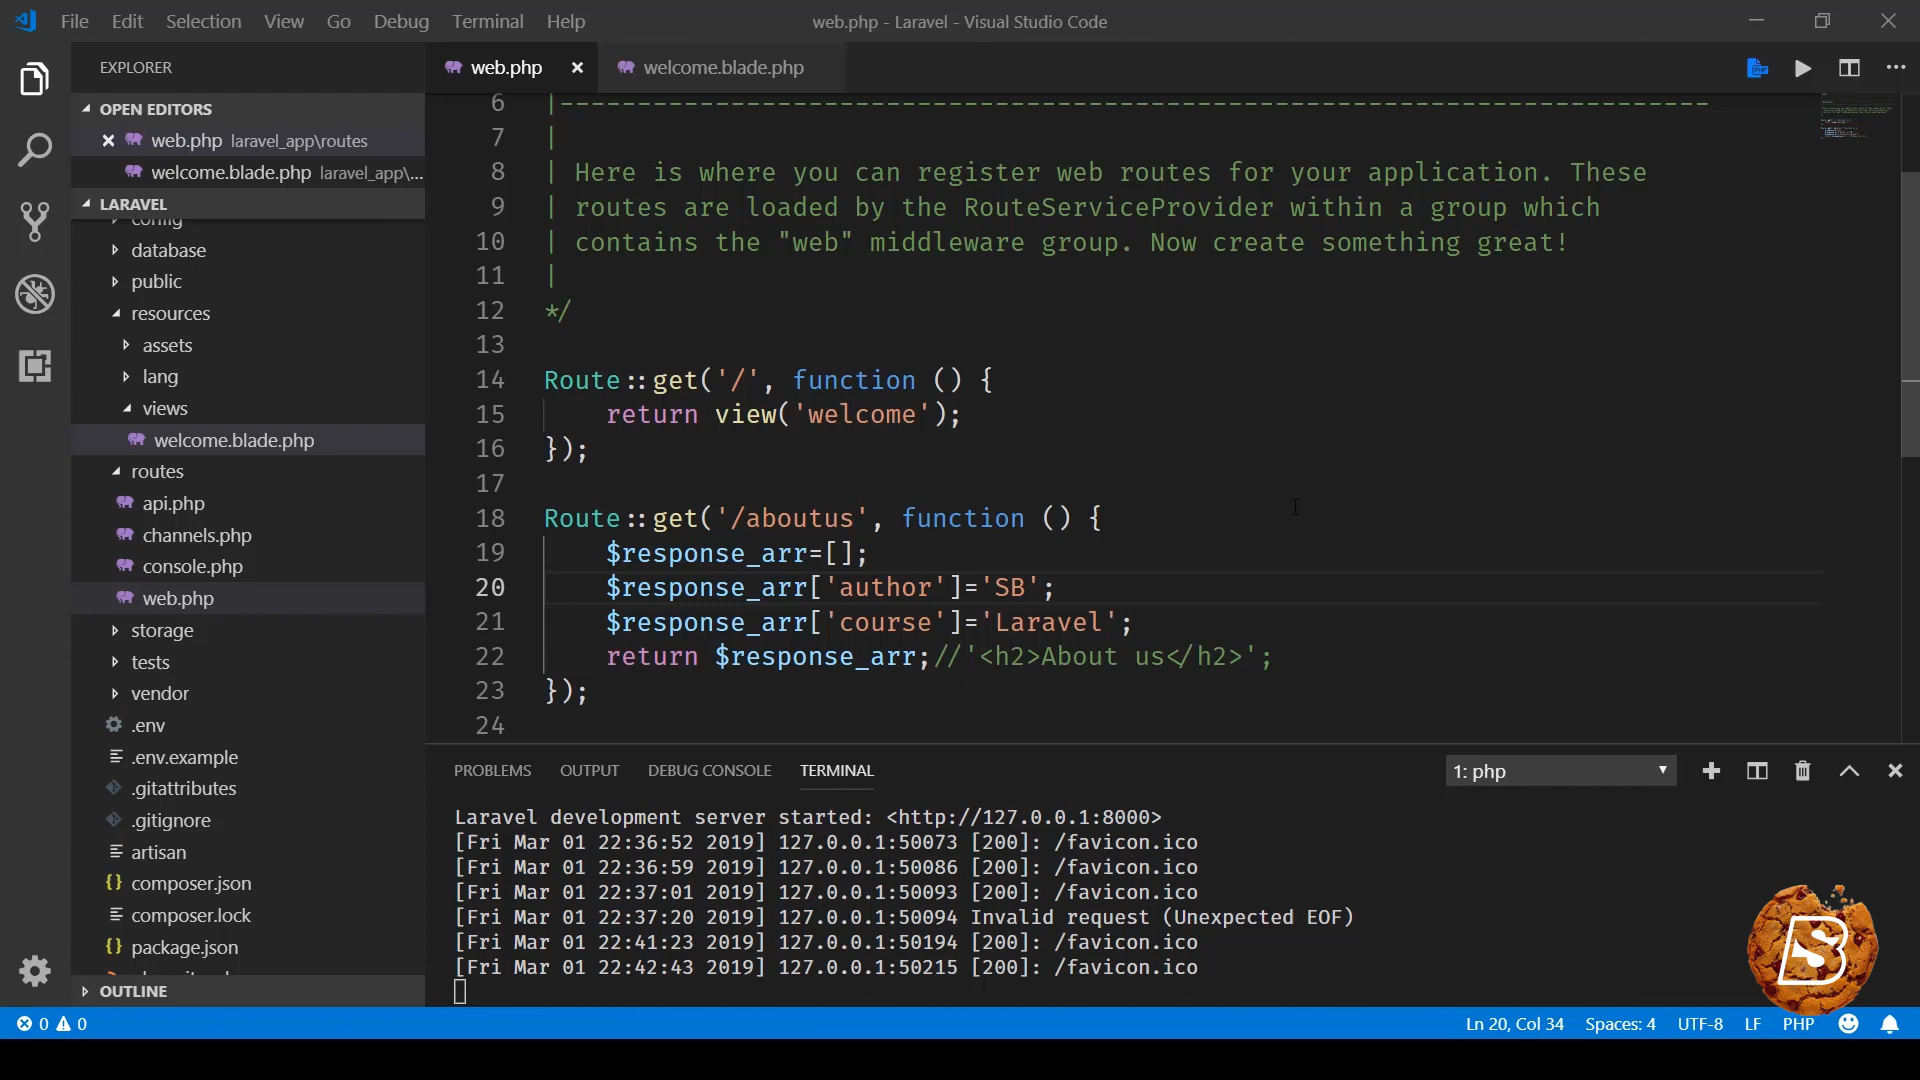 File Edit Selection View Go Debug Terminal Help
web.php - Laravel - Visual Studio Code
EXPLORER
OPEN EDITORS
web.php laravel_app\routes
welcome.blade.php laravel_app\...
LARAVEL
config
database
public
resources
assets
lang
views
welcome.blade.php
routes
api.php
channels.php
console.php
web.php
storage
tests
vendor
.env
.env.example
.gitattributes
.gitignore
artisan
composer.json
composer.lock
package.json
OUTLINE
web.php welcome.blade.php
6 |--------------------------------------------------------------------------
7 |
8 | Here is where you can register web routes for your application. These
9 | routes are loaded by the RouteServiceProvider within a group which
10 | contains the "web" middleware group. Now create something great!
11 |
12 */
13
14 Route::get('/', function () {
15 return view('welcome');
16 });
17
18 Route::get('/aboutus', function () {
19 $response_arr=[];
20 $response_arr['author']='SB';
21 $response_arr['course']='Laravel';
22 return $response_arr;//'<h2>About us</h2>';
23 });
24
PROBLEMS OUTPUT DEBUG CONSOLE TERMINAL 1: php
Laravel development server started: <http://127.0.0.1:8000>
[Fri Mar 01 22:36:52 2019] 127.0.0.1:50073 [200]: /favicon.ico
[Fri Mar 01 22:36:59 2019] 127.0.0.1:50086 [200]: /favicon.ico
[Fri Mar 01 22:37:01 2019] 127.0.0.1:50093 [200]: /favicon.ico
[Fri Mar 01 22:37:20 2019] 127.0.0.1:50094 Invalid request (Unexpected EOF)
[Fri Mar 01 22:41:23 2019] 127.0.0.1:50194 [200]: /favicon.ico
[Fri Mar 01 22:42:43 2019] 127.0.0.1:50215 [200]: /favicon.ico
0 0
Ln 20, Col 34 Spaces: 4 UTF-8 LF PHP